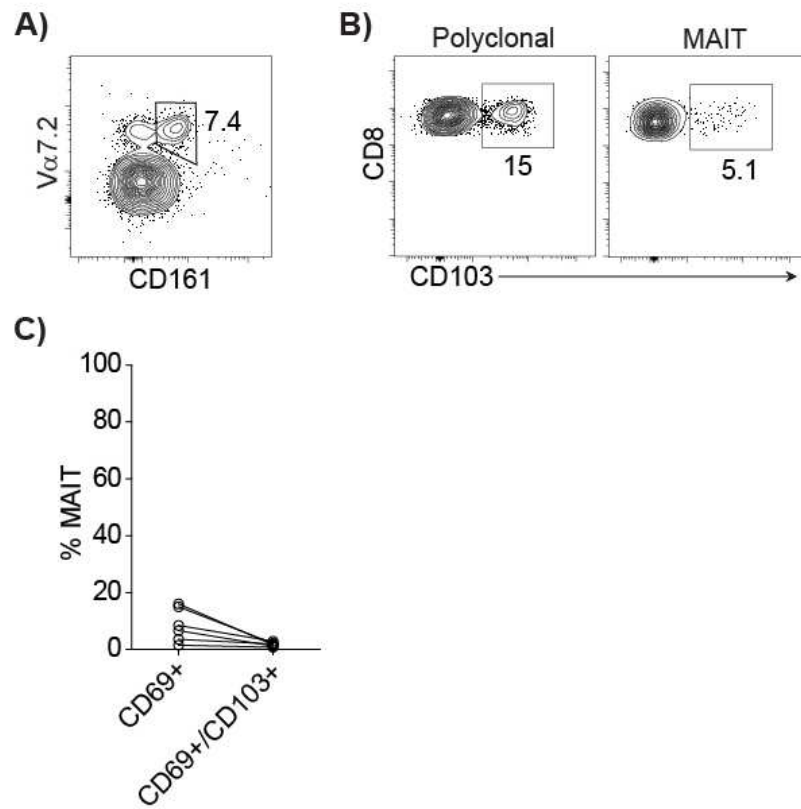 A)
Vα7.2
7.4
CD161
B)
Polyclonal
MAIT
CD8
15
5.1
CD103
C)
% MAIT
100
80
60
40
20
0
CD69+
CD69+/CD103+